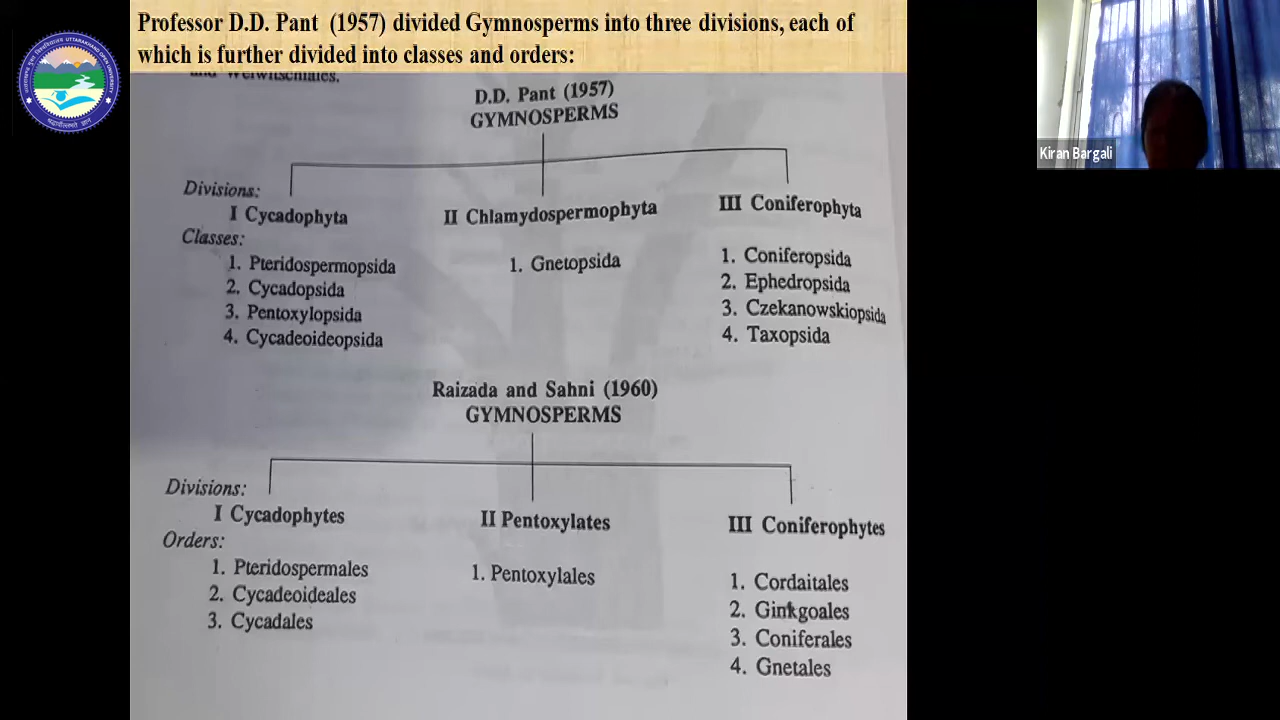 Professor D.D. Pant (1957) divided Gymnosperms into three divisions, each of
which is further divided into classes and orders:
and Welwitschiales.
D.D. Pant (1957)
GYMNOSPERMS
Divisions:
I Cycadophyta
II Chlamydospermophyta
III Coniferophyta
Classes:
1. Pteridospermopsida
2. Cycadopsida
3. Pentoxylopsida
4. Cycadeoideopsida
1. Gnetopsida
1. Coniferopsida
2. Ephedropsida
3. Czekanowskiopsida
4. Taxopsida
Raizada and Sahni (1960)
GYMNOSPERMS
Divisions:
I Cycadophytes
II Pentoxylates
III Coniferophytes
Orders:
1. Pteridospermales
2. Cycadeoideales
3. Cycadales
1. Pentoxylales
1. Cordaitales
2. Ginkgoales
3. Coniferales
4. Gnetales
Kiran Bargali